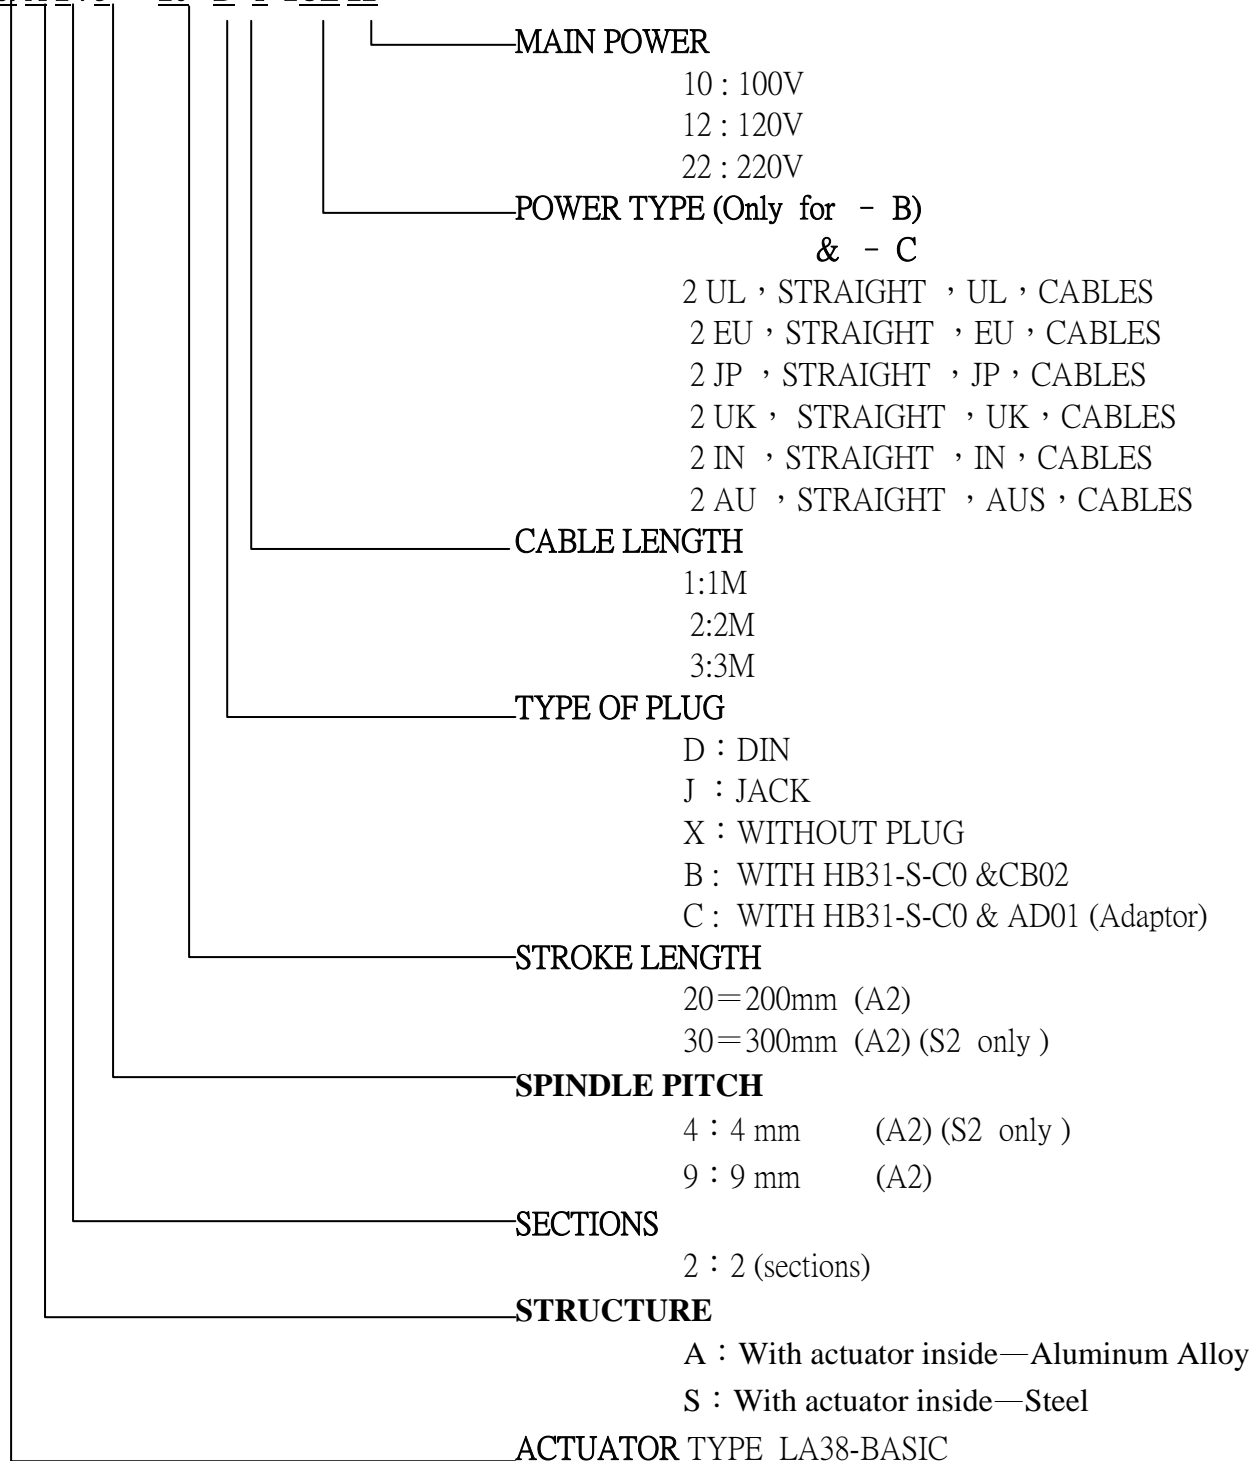 MAIN POWER
10 : 100V
12 : 120V
22 : 220V
POWER TYPE (Only for － B)
& － C
2 UL，STRAIGHT ，UL，CABLES
2 EU，STRAIGHT ，EU，CABLES
2 JP ，STRAIGHT ，JP，CABLES
2 UK， STRAIGHT ，UK，CABLES
2 IN ，STRAIGHT ，IN，CABLES
2 AU ，STRAIGHT ，AUS，CABLES
CABLE LENGTH
1:1M
2:2M
3:3M
TYPE OF PLUG
D：DIN
J ：JACK
X：WITHOUT PLUG
B : WITH HB31-S-C0 &CB02
C : WITH HB31-S-C0 & AD01 (Adaptor)
STROKE LENGTH
20＝200mm (A2)
30＝300mm (A2) (S2 only )
SPINDLE PITCH
4：4 mm (A2) (S2 only )
9：9 mm (A2)
SECTIONS
2：2 (sections)
STRUCTURE
A：With actuator inside—Aluminum Alloy
S：With actuator inside—Steel
ACTUATOR TYPE LA38-BASIC